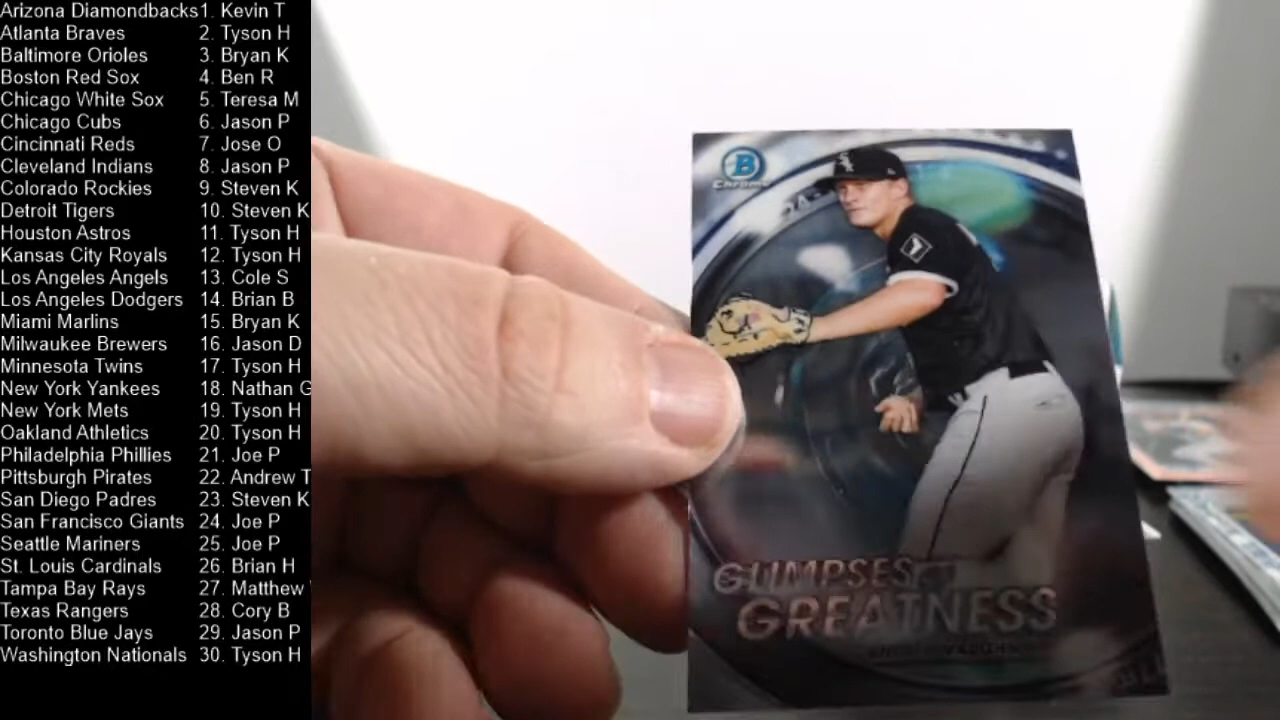 Arizona Diamondbacks 1. Kevin T
Atlanta Braves 2. Tyson H
Baltimore Orioles 3. Bryan K
Boston Red Sox 4. Ben R
Chicago White Sox 5. Teresa M
Chicago Cubs 6. Jason P
Cincinnati Reds 7. Jose O
Cleveland Indians 8. Jason P
Colorado Rockies 9. Steven K
Detroit Tigers 10. Steven K
Houston Astros 11. Tyson H
Kansas City Royals 12. Tyson H
Los Angeles Angels 13. Cole S
Los Angeles Dodgers 14. Brian B
Miami Marlins 15. Bryan K
Milwaukee Brewers 16. Jason D
Minnesota Twins 17. Tyson H
New York Yankees 18. Nathan G
New York Mets 19. Tyson H
Oakland Athletics 20. Tyson H
Philadelphia Phillies 21. Joe P
Pittsburgh Pirates 22. Andrew T
San Diego Padres 23. Steven K
San Francisco Giants 24. Joe P
Seattle Mariners 25. Joe P
St. Louis Cardinals 26. Brian H
Tampa Bay Rays 27. Matthew
Texas Rangers 28. Cory B
Toronto Blue Jays 29. Jason P
Washington Nationals 30. Tyson H
B
Chrome
GLIMPSES OF
GREATNESS
VAUGHN